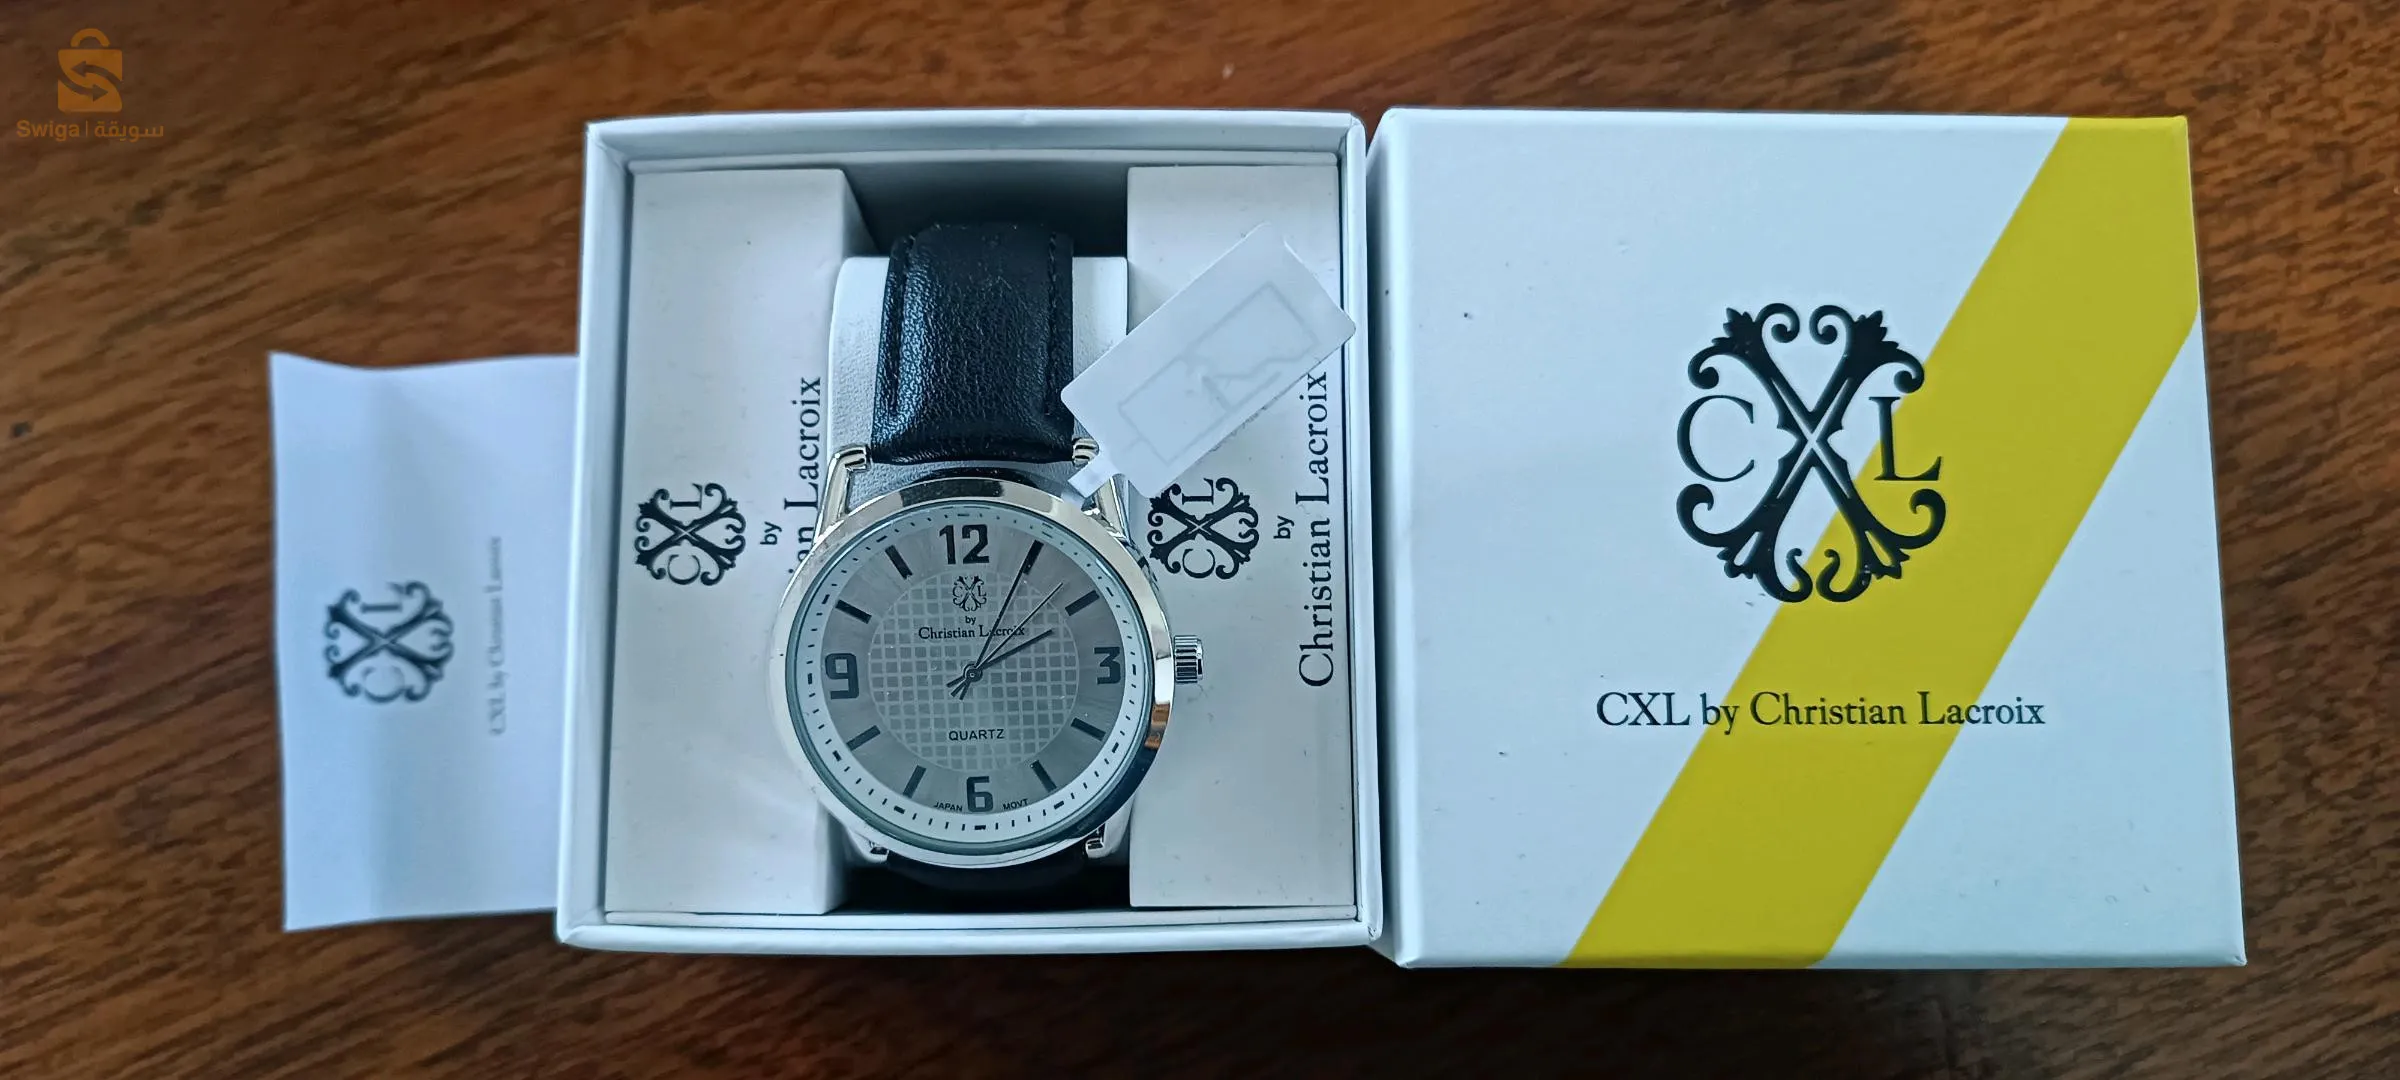 Swiga | سويقة
CXL
CXL by Christian Lacroix
CXL
by
Lacroix
12
CXL
by
Christian Lacroix
9
3
QUARTZ
JAPAN 6 MOVT
CXL
by
Christian Lacroix
CXL
CXL by Christian Lacroix